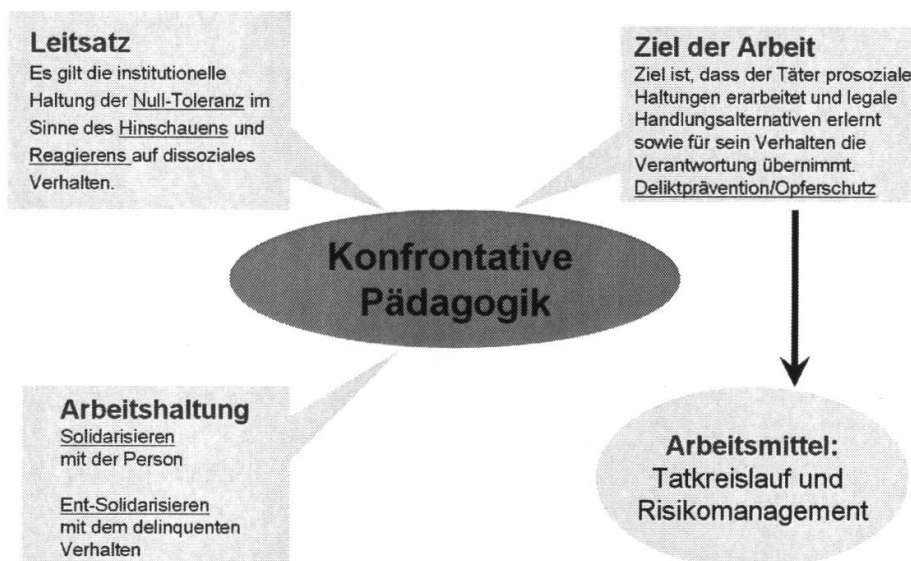 Leitsatz
Es gilt die institutionelle
Haltung der Null-Toleranz im
Sinne des Hinschauens und
Reagierens auf dissoziales
Verhalten.
Ziel der Arbeit
Ziel ist, dass der Täter prosoziale
Haltungen erarbeitet und legale
Handlungsalternativen erlernt
sowie für sein Verhalten die
Verantwortung übernimmt.
Deliktprävention/Opferschutz
Konfrontative
Pädagogik
Arbeitshaltung
Solidarisieren
mit der Person
Ent-Solidarisieren
mit dem delinquenten
Verhalten
Arbeitsmittel:
Tatkreislauf und
Risikomanagement